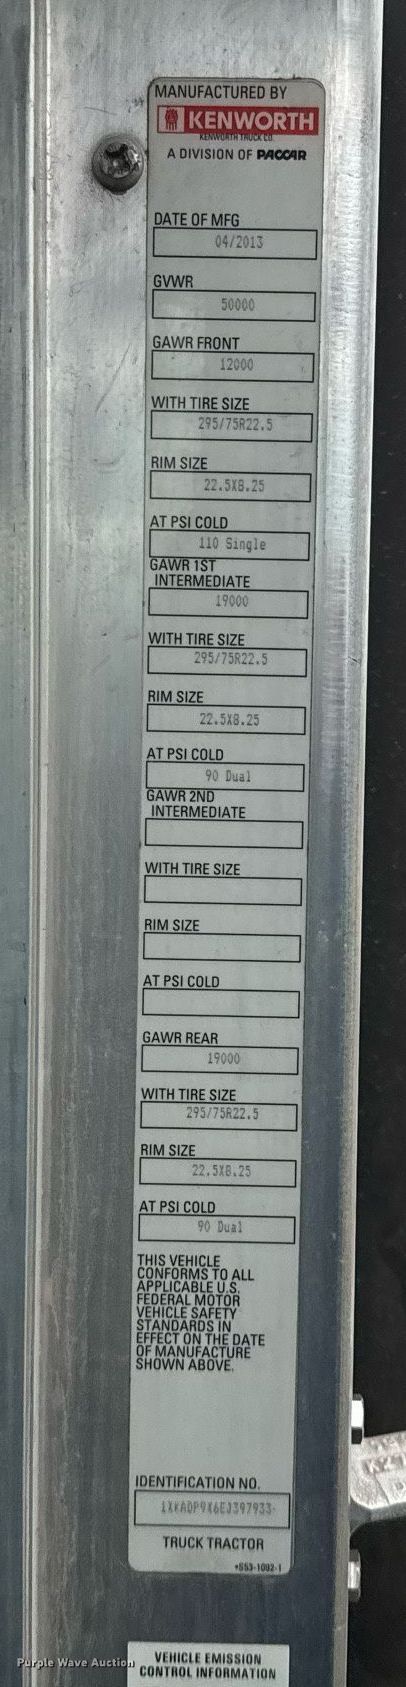 MANUFACTURED BY
KENWORTH
KENWORTH TRUCK CO.
A DIVISION OF PACCAR
DATE OF MFG
04/2013
GVWR
50000
GAWR FRONT
12000
WITH TIRE SIZE
295/75R22.5
RIM SIZE
22.5X8.25
AT PSI COLD
110 Single
GAWR 1ST
INTERMEDIATE
19000
WITH TIRE SIZE
295/75R22.5
RIM SIZE
22.5X8.25
AT PSI COLD
90 Dual
GAWR 2ND
INTERMEDIATE
WITH TIRE SIZE
RIM SIZE
AT PSI COLD
GAWR REAR
19000
WITH TIRE SIZE
295/75R22.5
RIM SIZE
22.5X8.25
AT PSI COLD
90 Dual
THIS VEHICLE
CONFORMS TO ALL
APPLICABLE U.S.
FEDERAL MOTOR
VEHICLE SAFETY
STANDARDS IN
EFFECT ON THE DATE
OF MANUFACTURE
SHOWN ABOVE.
IDENTIFICATION NO.
1XKADP9X6EJ397933
TRUCK TRACTOR
*S53-1002-1
VEHICLE EMISSION
CONTROL INFORMATION
Purple Wave Auction